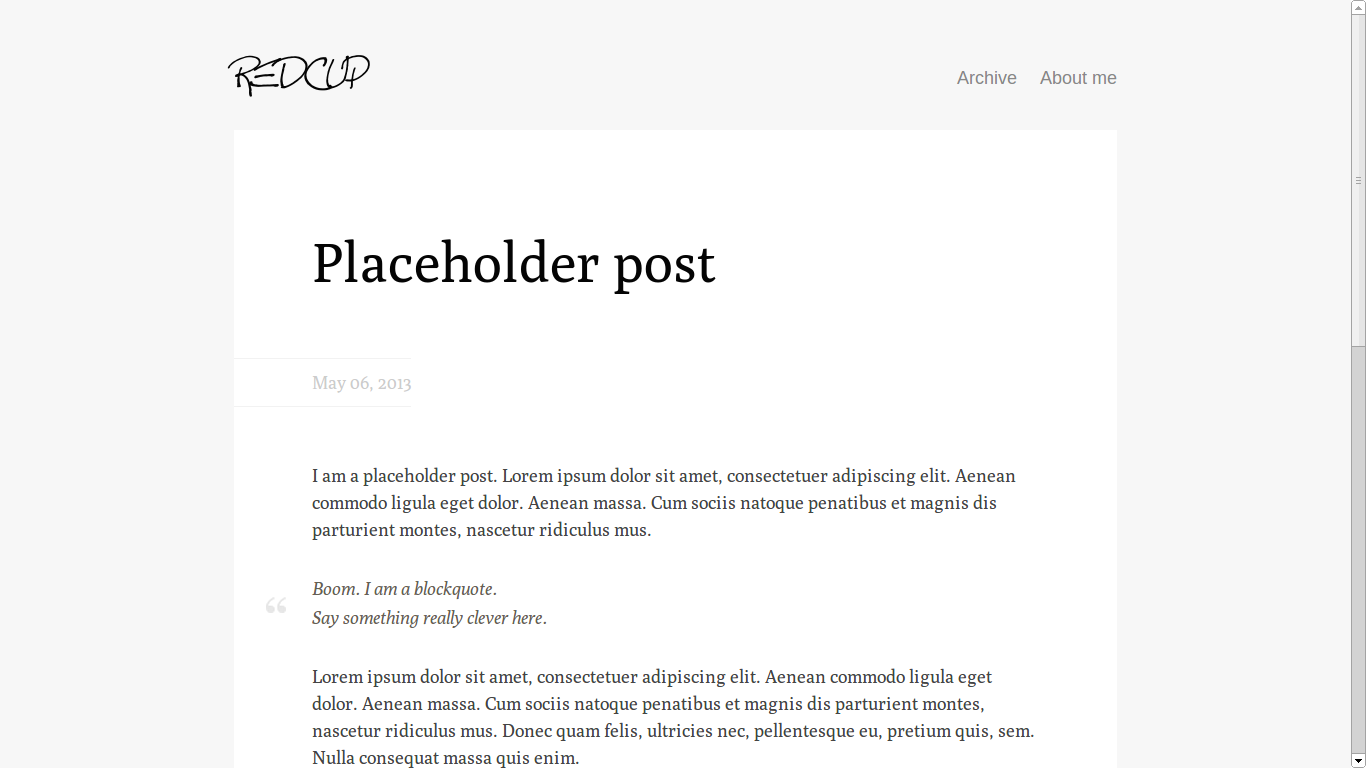 REDCUP
Archive About me
Placeholder post
May 06, 2013
I am a placeholder post. Lorem ipsum dolor sit amet, consectetuer adipiscing elit. Aenean
commodo ligula eget dolor. Aenean massa. Cum sociis natoque penatibus et magnis dis
parturient montes, nascetur ridiculus mus.
“
Boom. I am a blockquote.
Say something really clever here.
Lorem ipsum dolor sit amet, consectetuer adipiscing elit. Aenean commodo ligula eget
dolor. Aenean massa. Cum sociis natoque penatibus et magnis dis parturient montes,
nascetur ridiculus mus. Donec quam felis, ultricies nec, pellentesque eu, pretium quis, sem.
Nulla consequat massa quis enim.